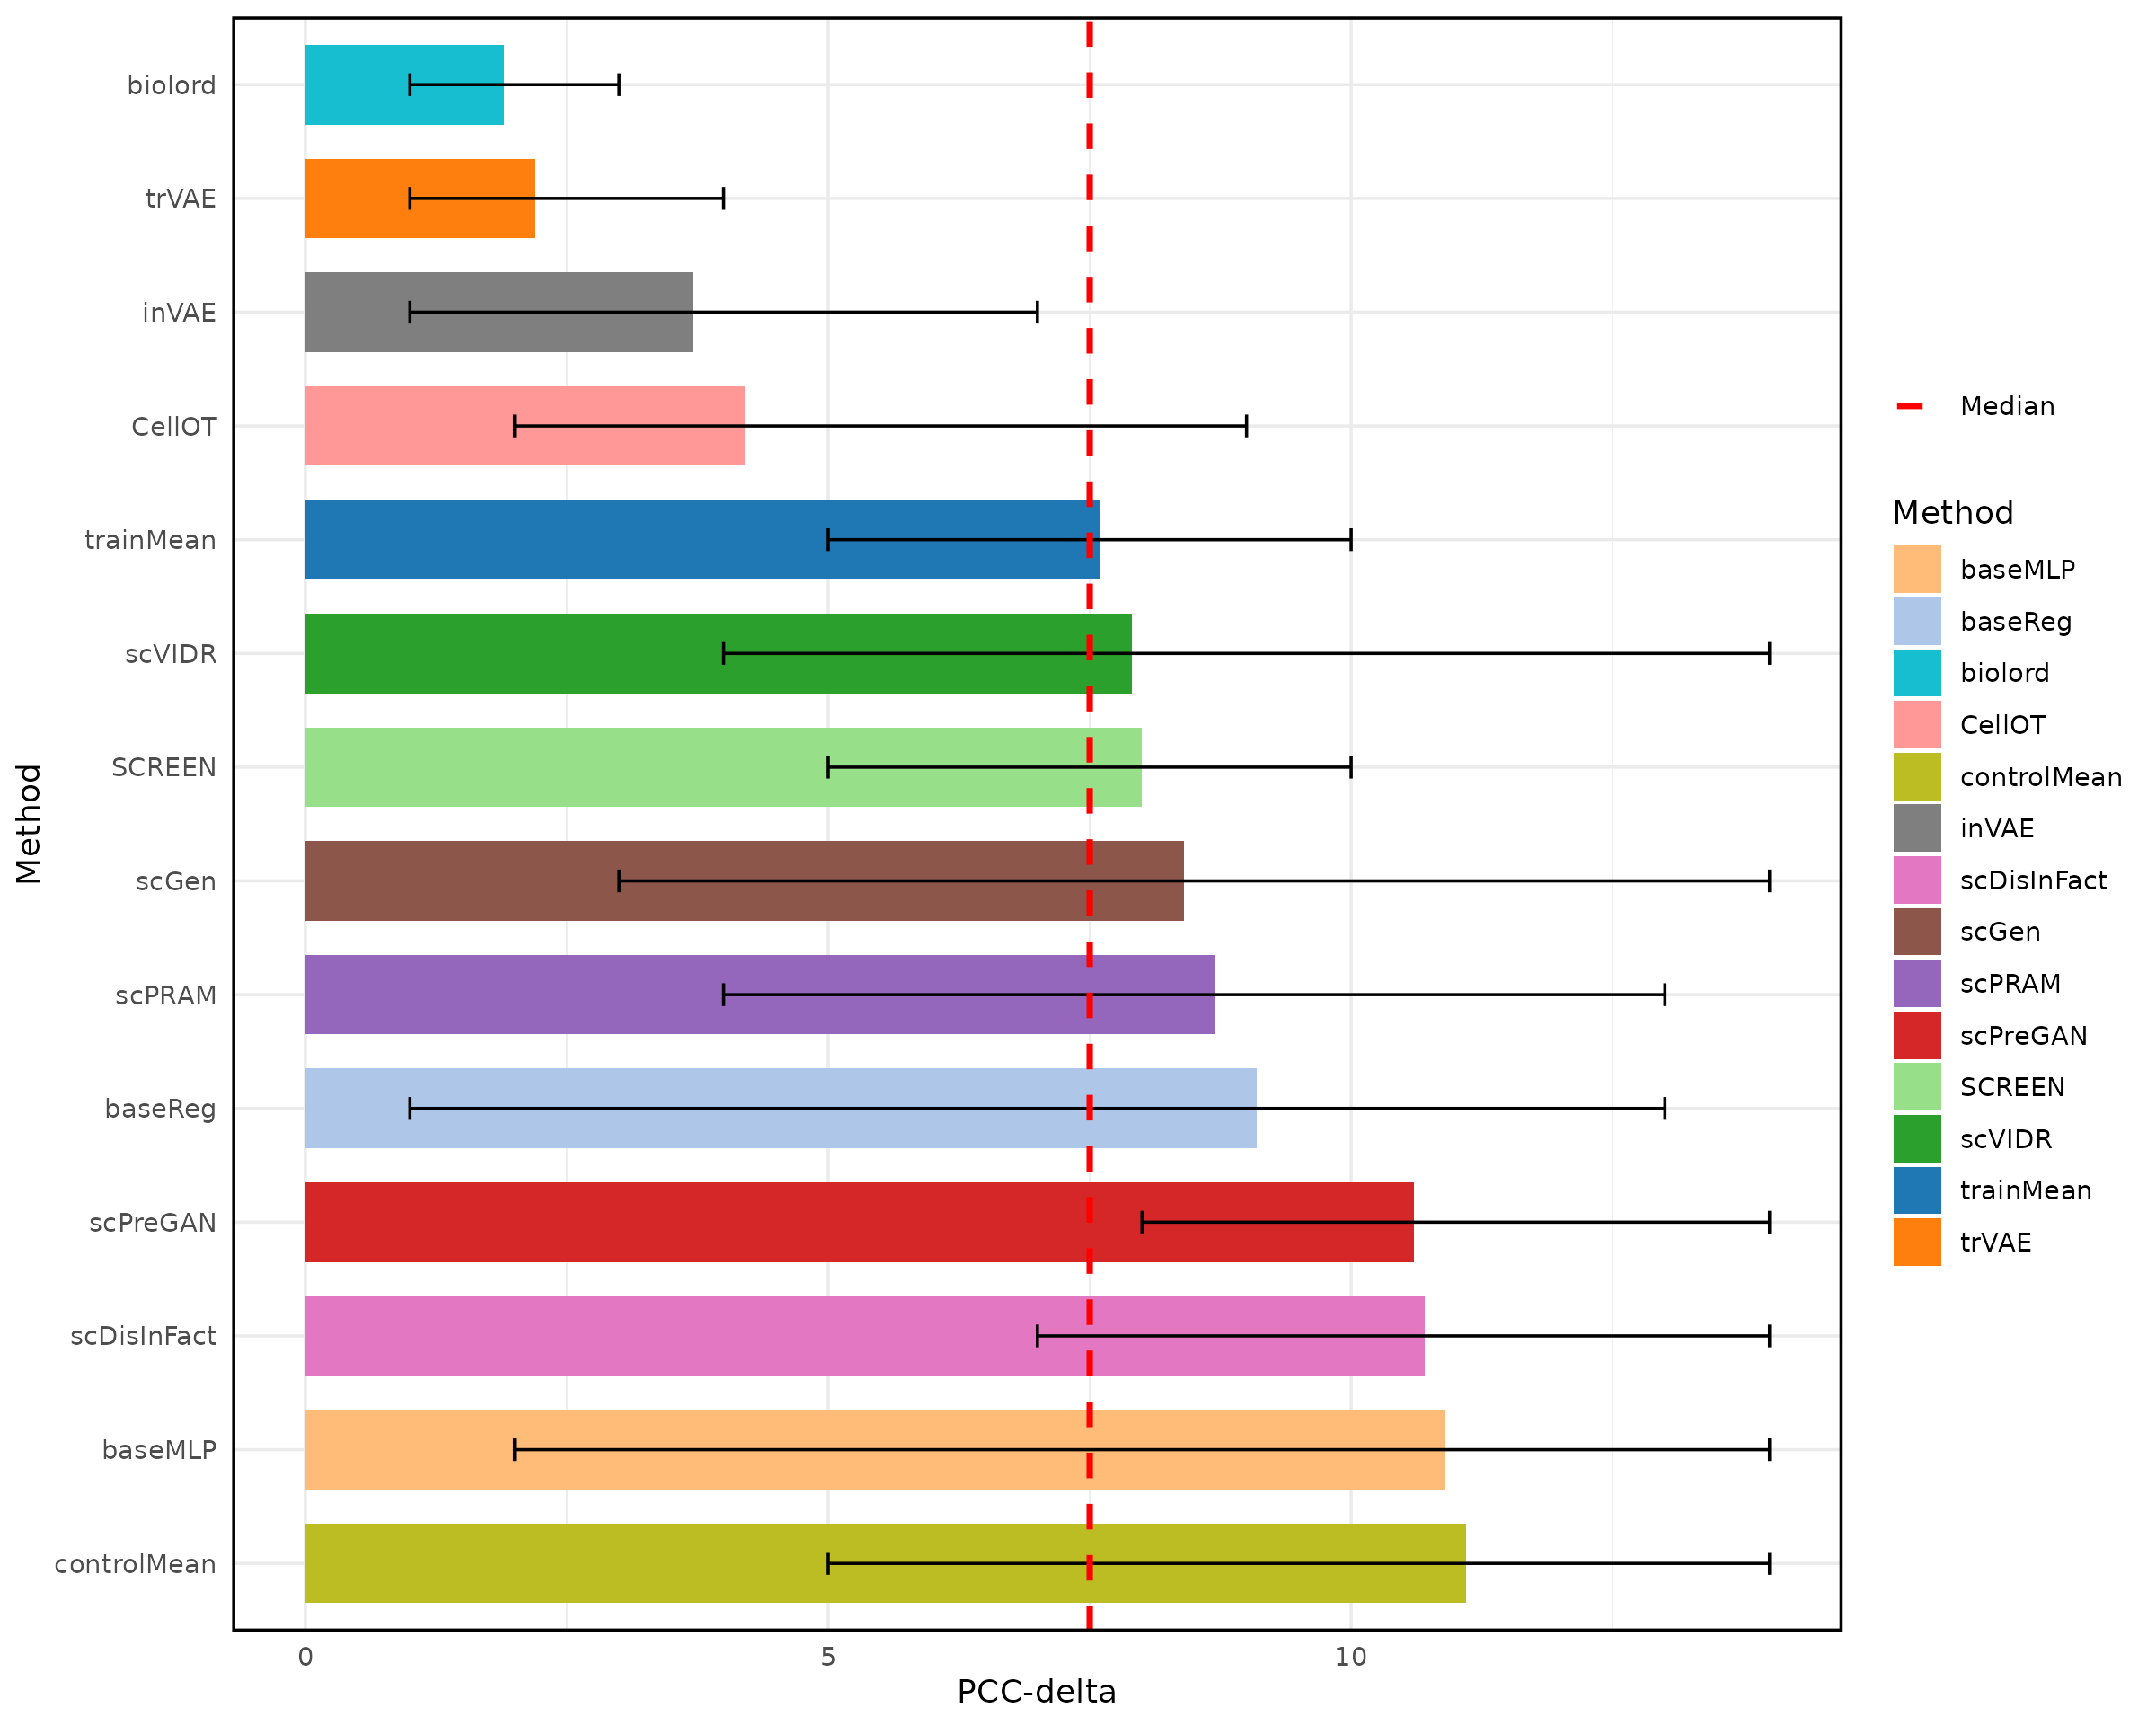 biolord
trVAE
inVAE
CellOT
trainMean
scVIDR
SCREEN
scGen
scPRAM
baseReg
scPreGAN
scDisInFact
baseMLP
controlMean
Method
0 5 10
PCC-delta
Median
Method
baseMLP
baseReg
biolord
CellOT
controlMean
inVAE
scDisInFact
scGen
scPRAM
scPreGAN
SCREEN
scVIDR
trainMean
trVAE